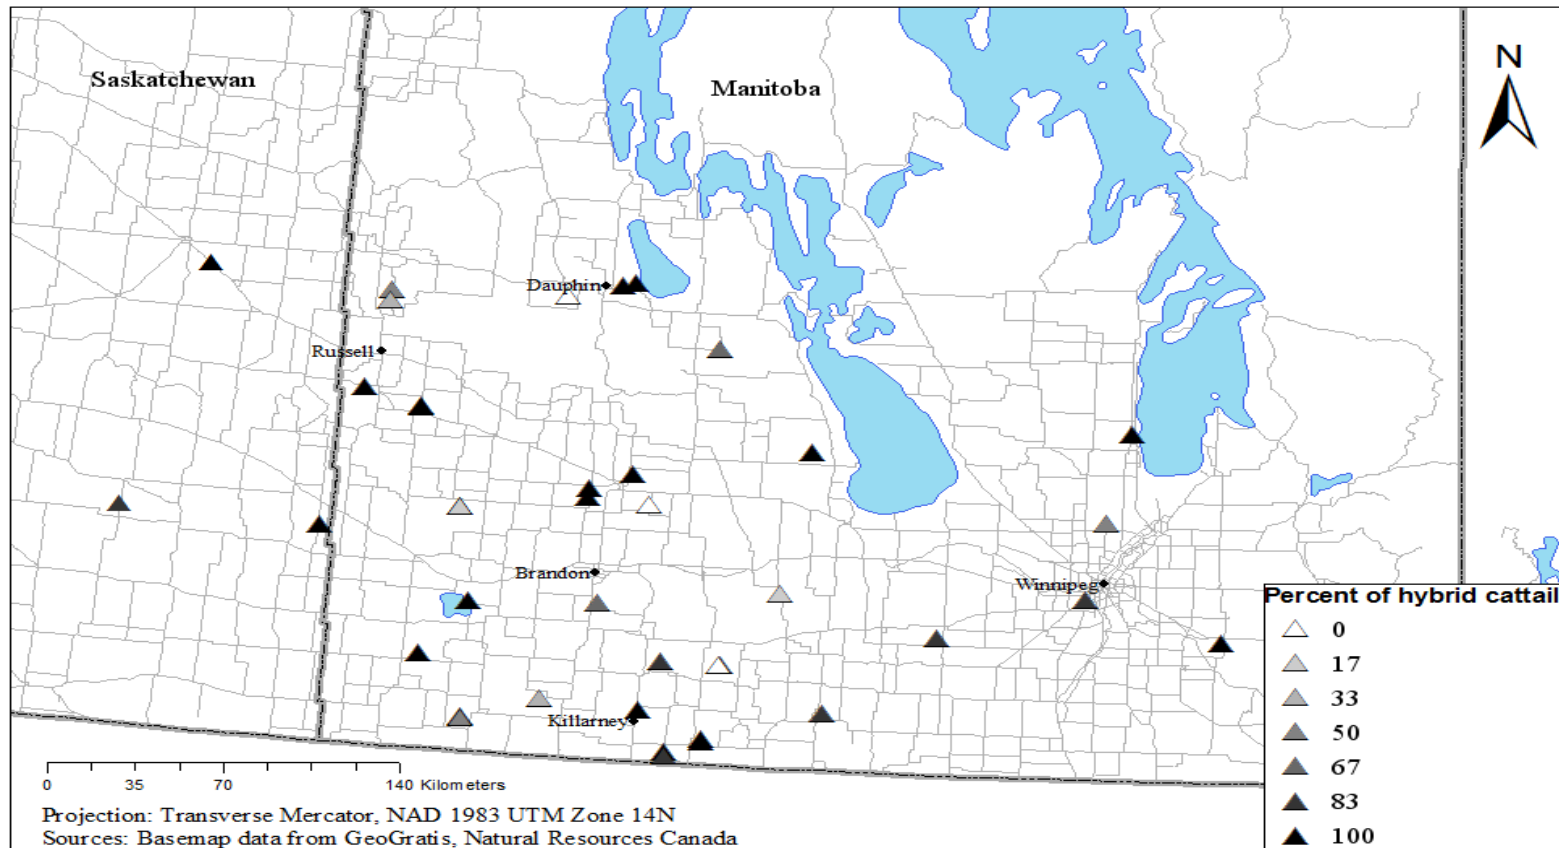 Saskatchewan
Manitoba
N
Dauphin
Russell
Brandon
Winnipeg
Killarney
Percent of hybrid cattail
0
17
33
50
67
83
100
0 35 70 140 Kilometers
Projection: Transverse Mercator, NAD 1983 UTM Zone 14N
Sources: Basemap data from GeoGratis, Natural Resources Canada